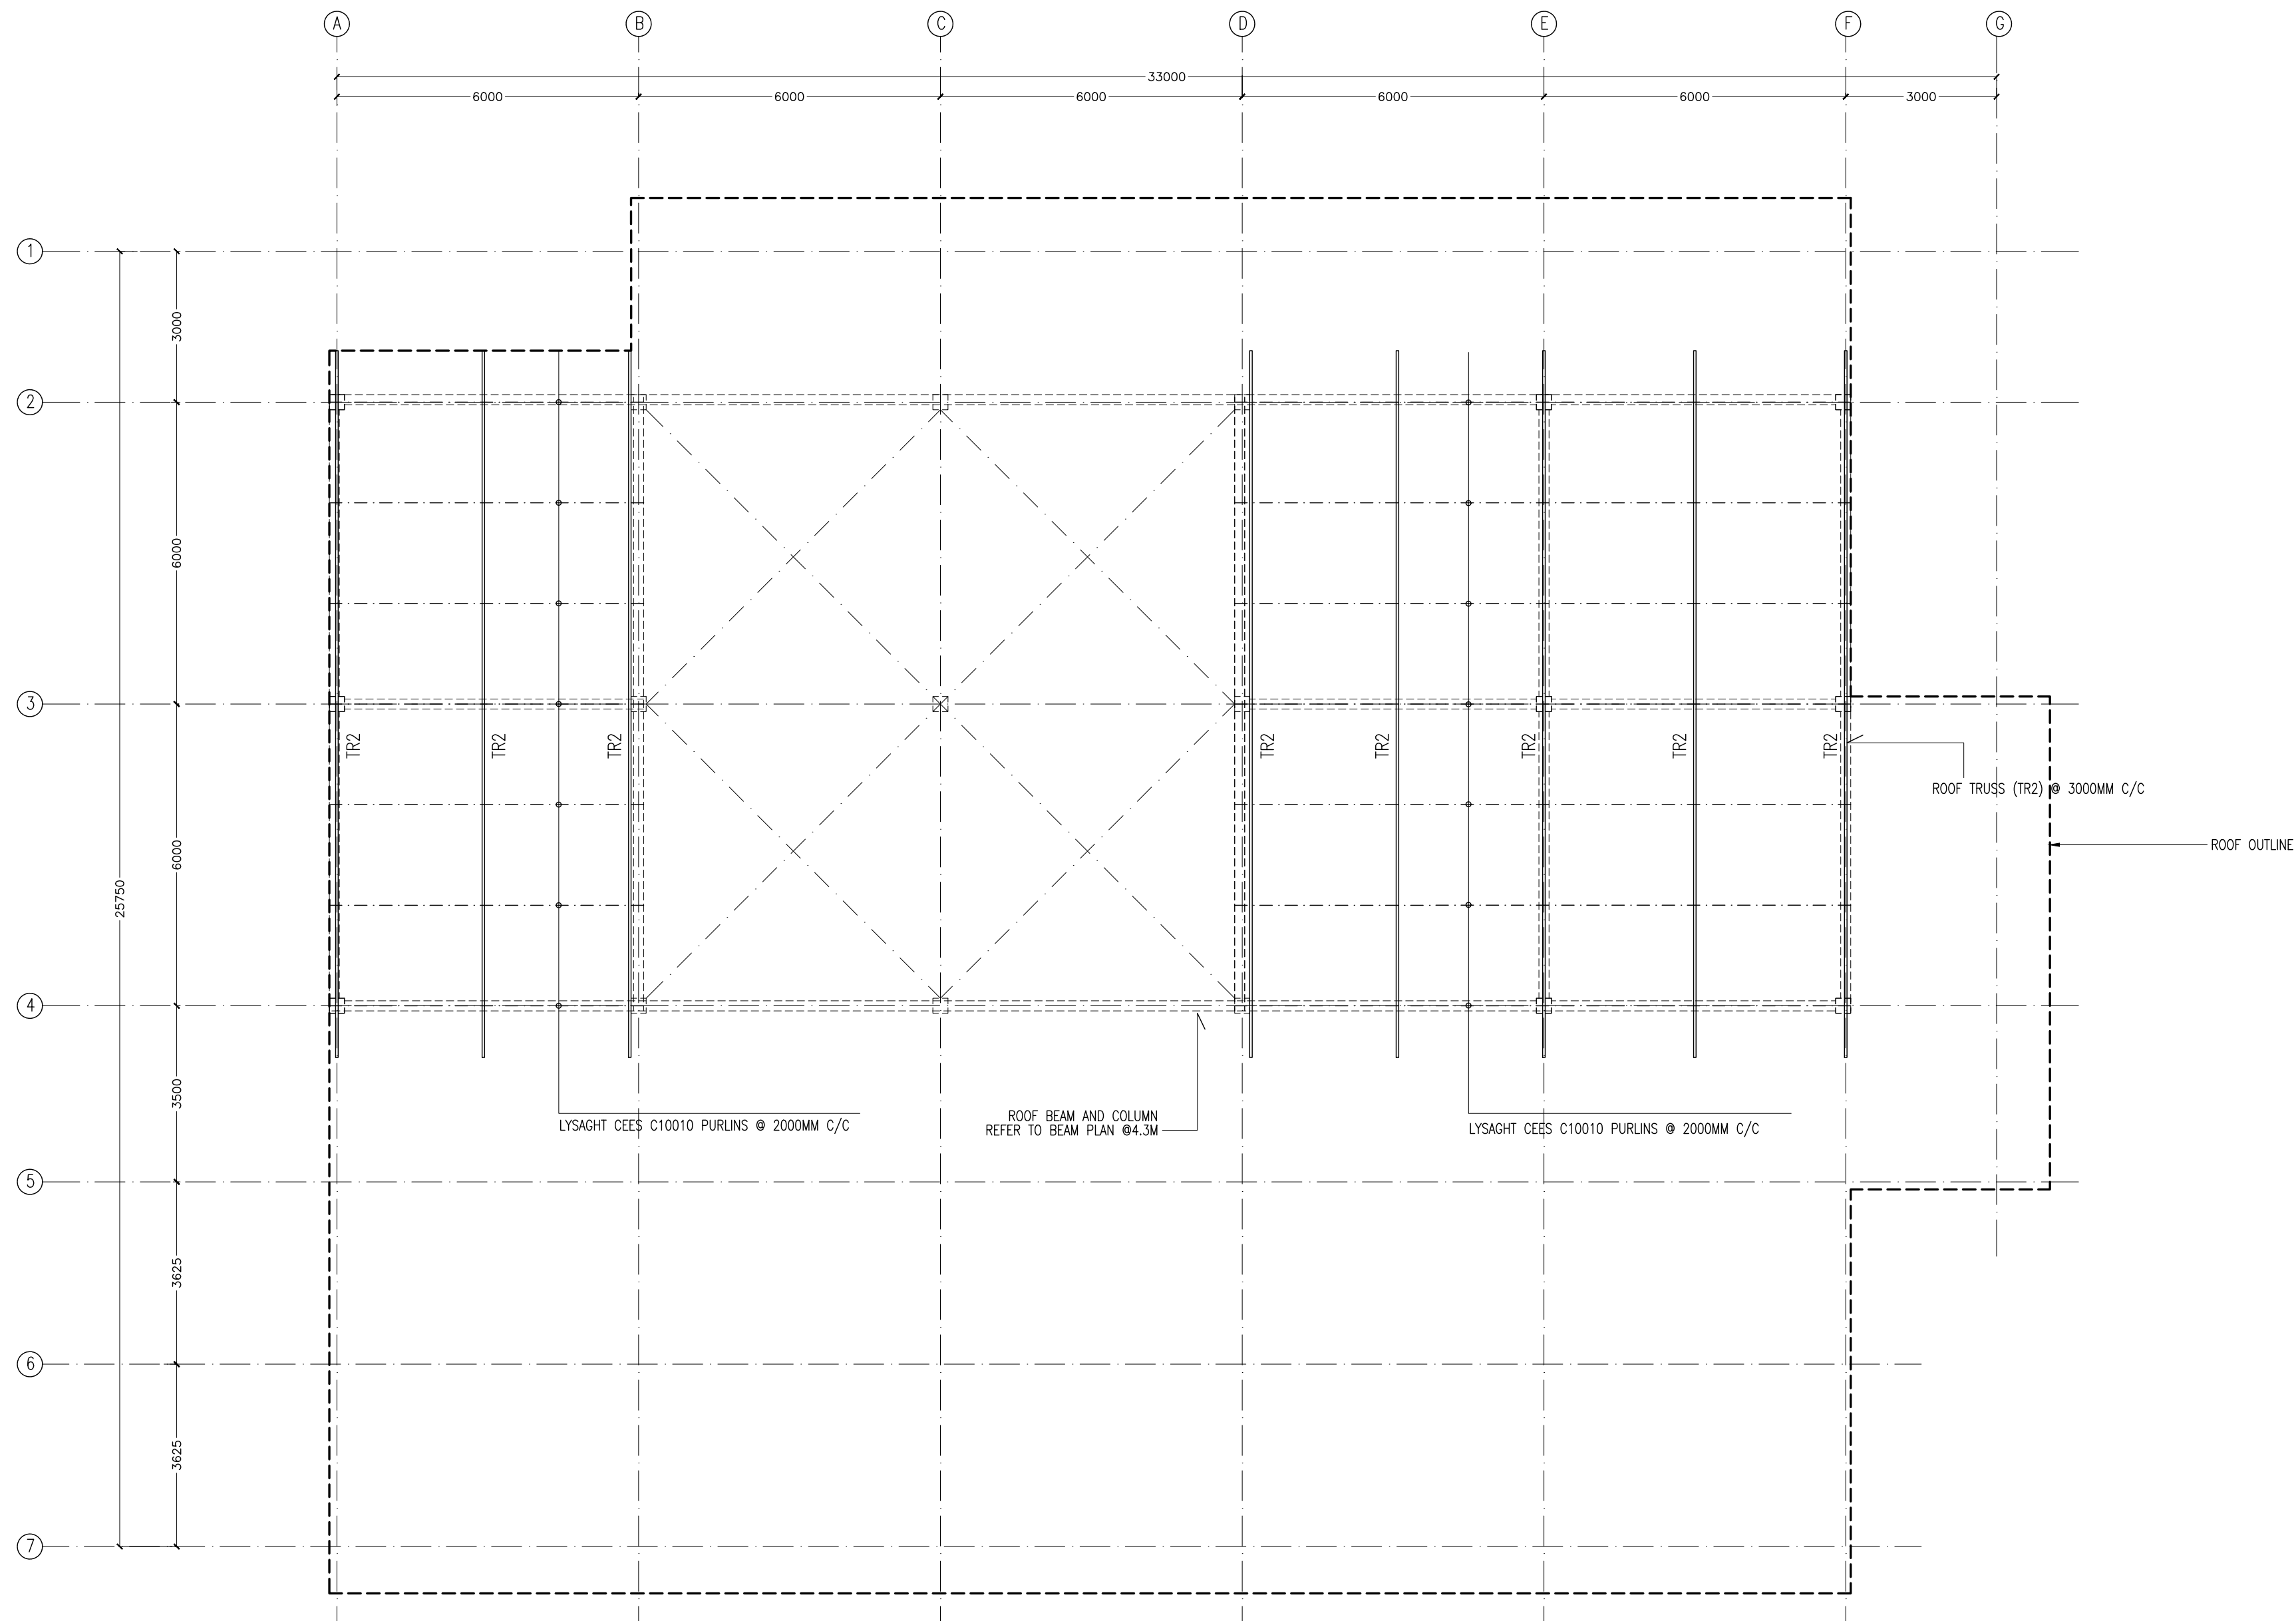 A
B
C
D
E
F
G
33000
6000
6000
6000
6000
6000
3000
1
2
3
4
5
6
7
25750
3000
6000
6000
3500
3625
3625
TR2
TR2
TR2
TR2
TR2
TR2
TR2
TR2
ROOF TRUSS (TR2) @ 3000MM C/C
ROOF OUTLINE
LYSAGHT CEES C10010 PURLINS @ 2000MM C/C
ROOF BEAM AND COLUMN
REFER TO BEAM PLAN @4.3M
LYSAGHT CEES C10010 PURLINS @ 2000MM C/C